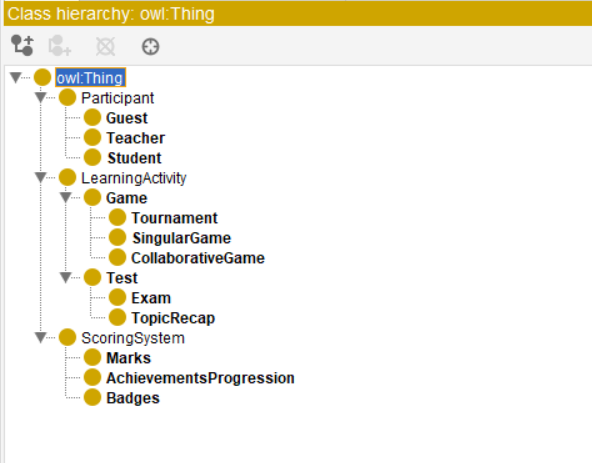 Class hierarchy: owl:Thing
owl:Thing
Participant
Guest
Teacher
Student
LearningActivity
Game
Tournament
SingularGame
CollaborativeGame
Test
Exam
TopicRecap
ScoringSystem
Marks
AchievementsProgression
Badges